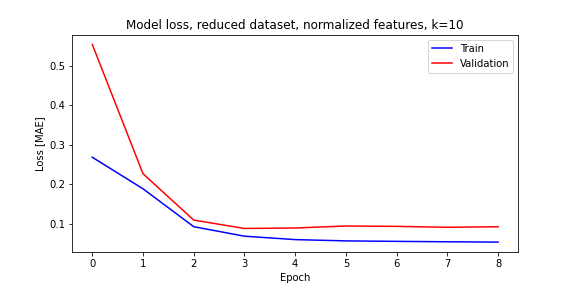 Model loss, reduced dataset, normalized features, k=10
Train
Validation
Loss [MAE]
0.5
0.4
0.3
0.2
0.1
0 1 2 3 4 5 6 7 8
Epoch